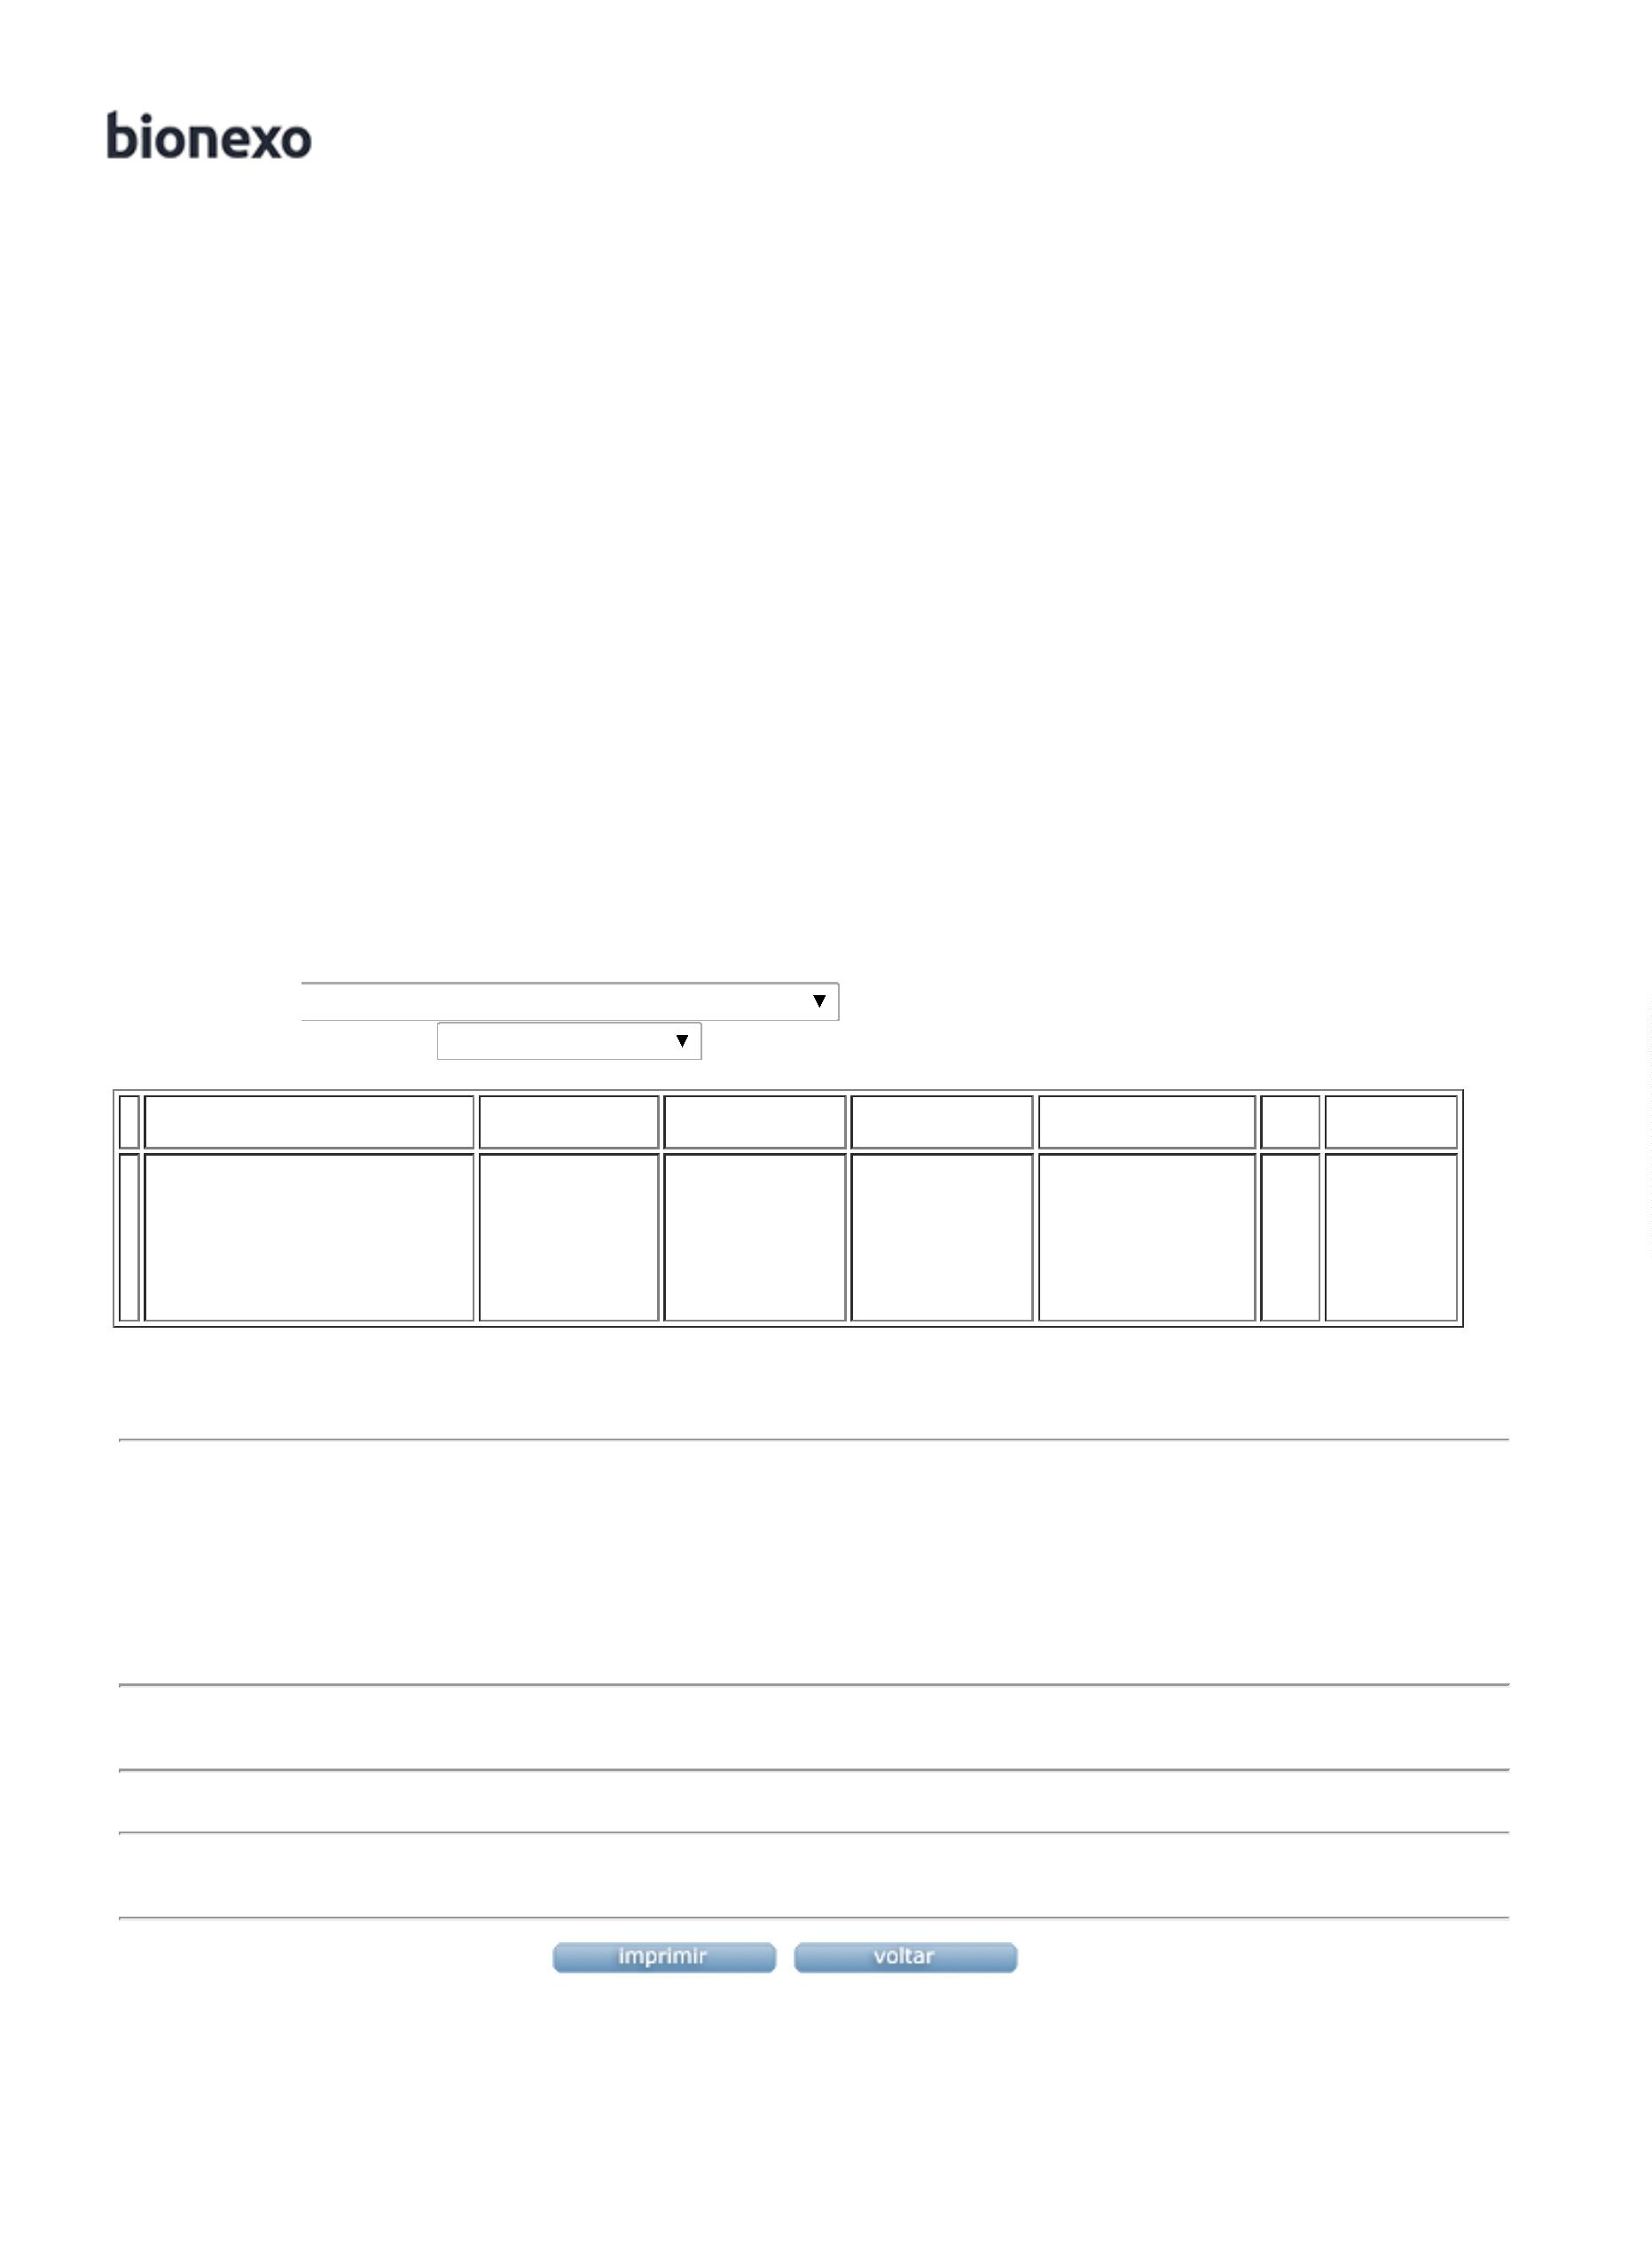 bionexo
▼
▼
imprimir voltar